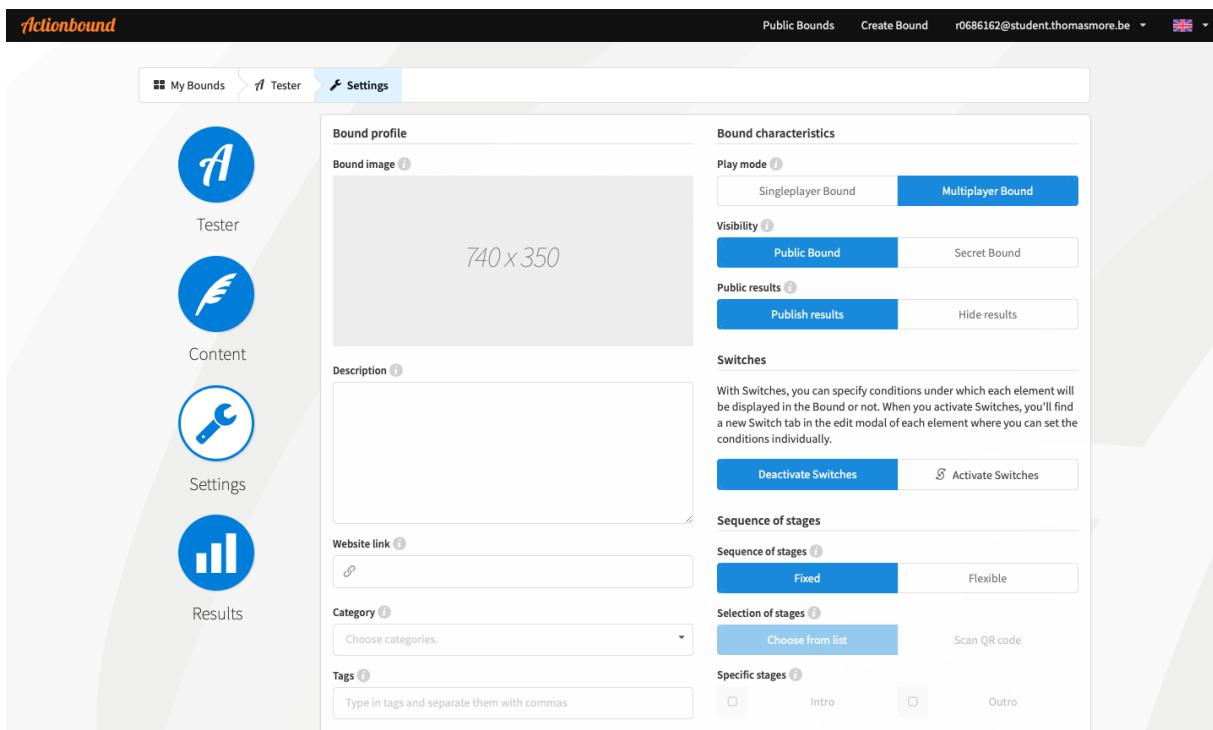 Actionbound
Public Bounds
Create Bound
r0686162@student.thomasmore.be
My Bounds
Tester
Settings
Tester
Content
Settings
Results
Bound profile
Bound image
740 x 350
Description
Website link
Category
Choose categories.
Tags
Type in tags and separate them with commas
Bound characteristics
Play mode
Singleplayer Bound
Multiplayer Bound
Visibility
Public Bound
Secret Bound
Public results
Publish results
Hide results
Switches
With Switches, you can specify conditions under which each element will
be displayed in the Bound or not. When you activate Switches, you'll find
a new Switch tab in the edit modal of each element where you can set the
conditions individually.
Deactivate Switches
Activate Switches
Sequence of stages
Sequence of stages
Fixed
Flexible
Selection of stages
Choose from list
Scan QR code
Specific stages
Intro
Outro